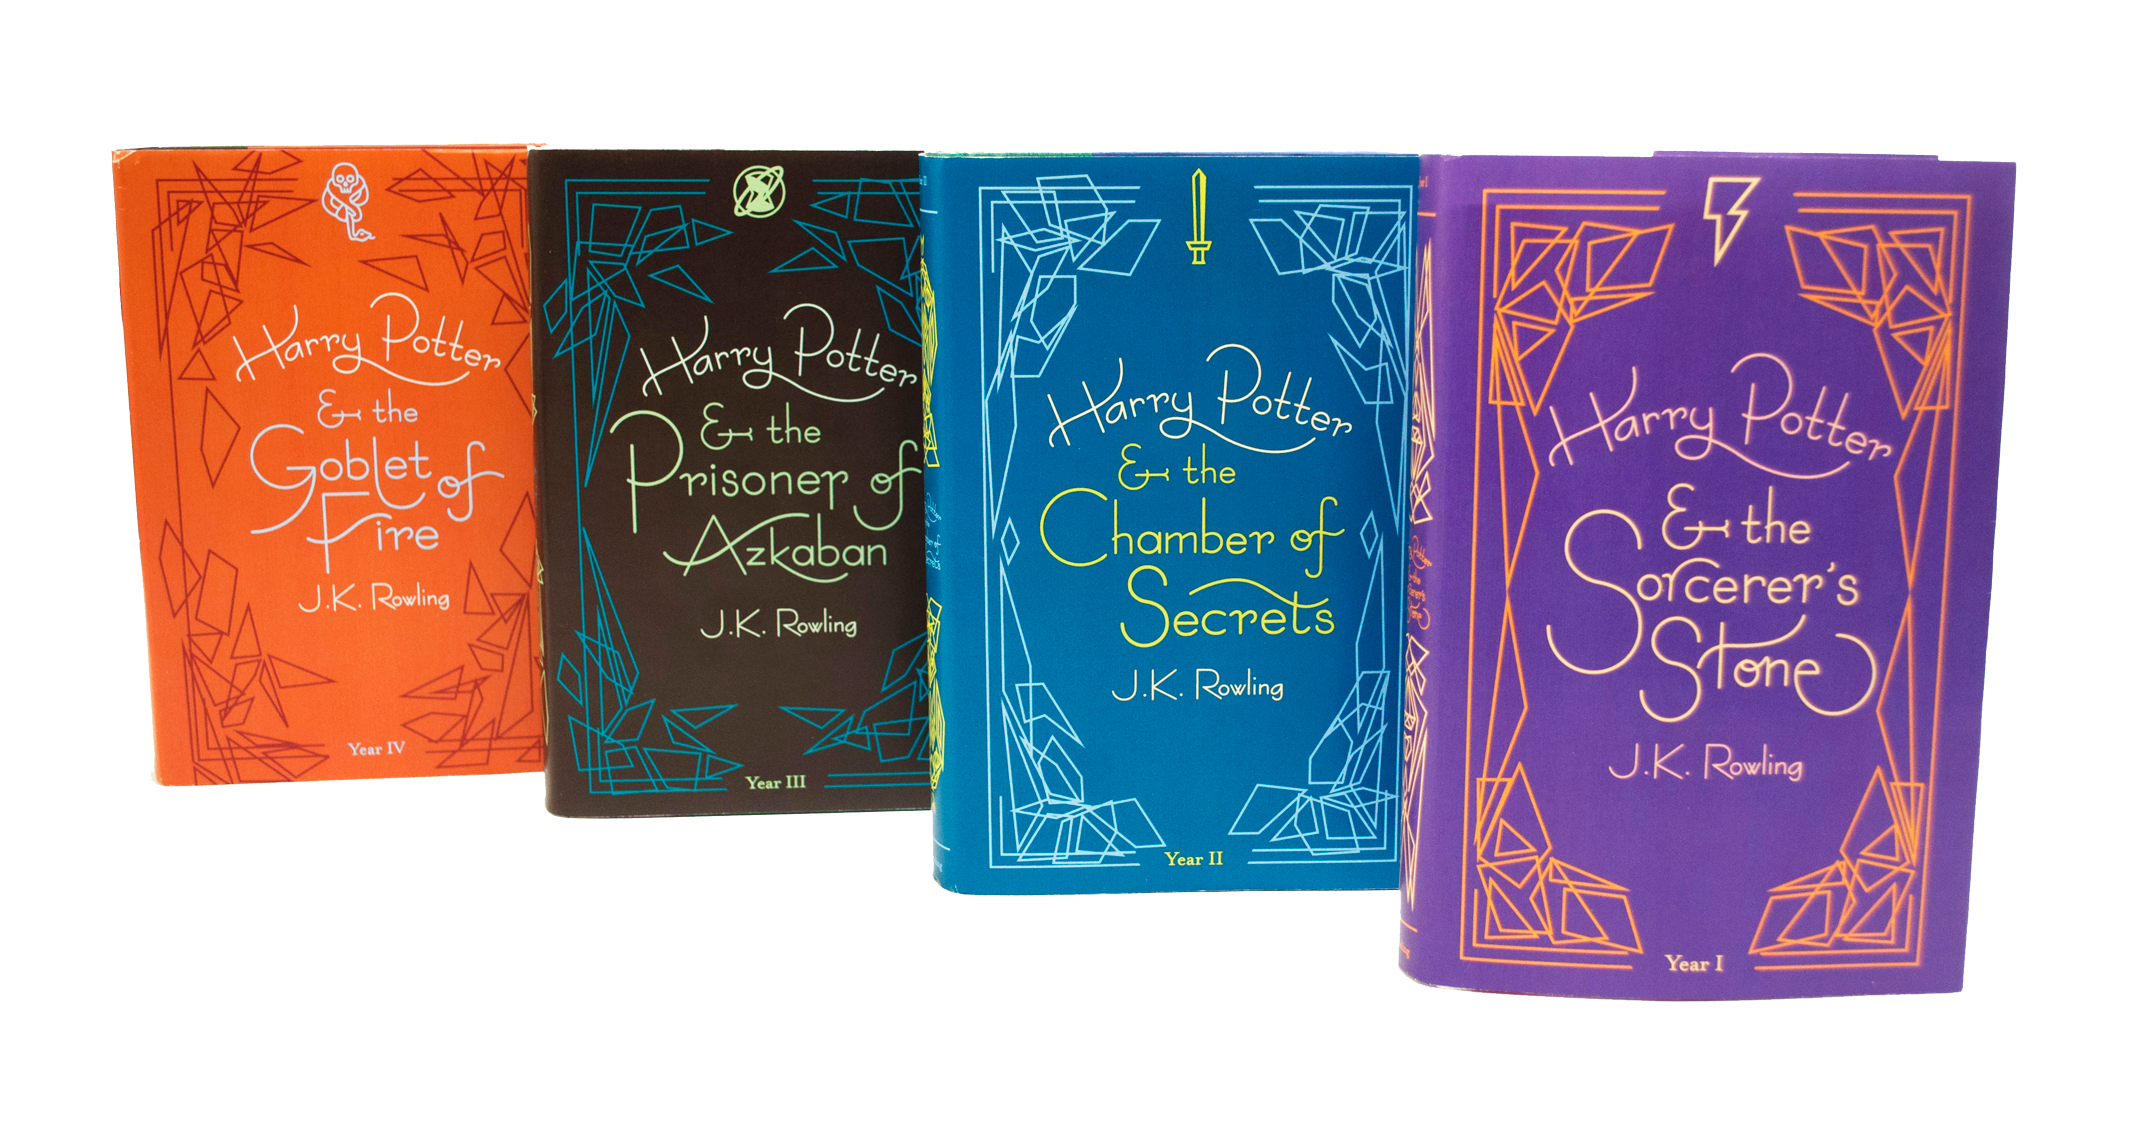 Harry Potter
& the
Goblet of
Fire
J.K. Rowling
Year IV
Harry Potter
& the
Prisoner of
Azkaban
J.K. Rowling
Year III
Harry Potter
& the
Chamber of
Secrets
J.K. Rowling
Year II
Harry Potter
& the
Sorcerer's
Stone
J.K. Rowling
Year I